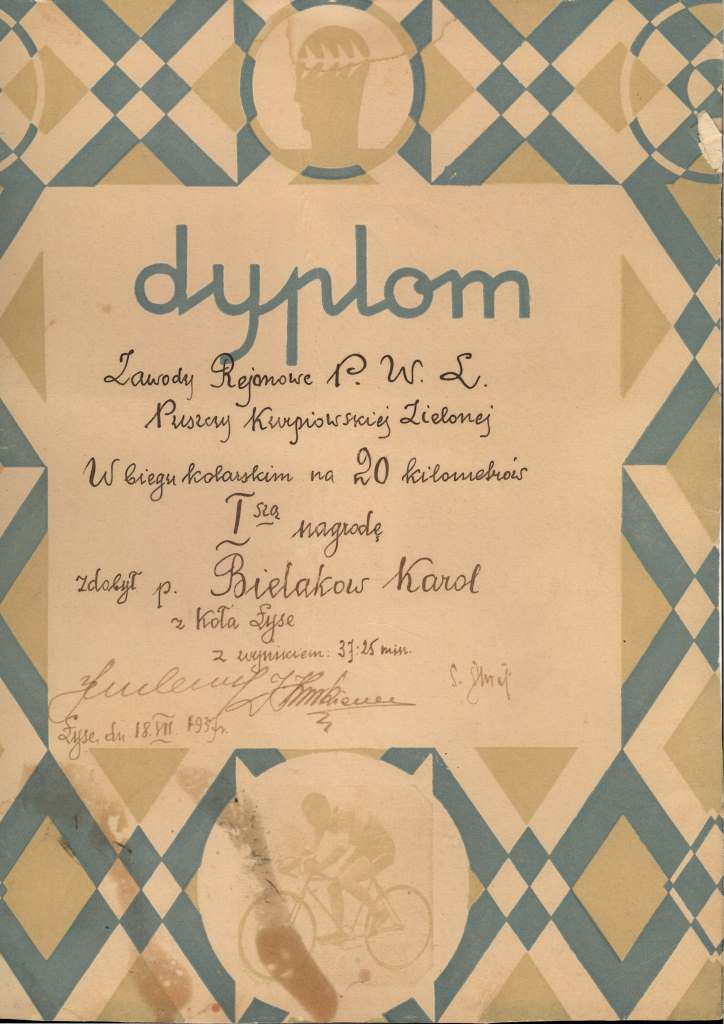 dyplom
Zawody Rejonowe P. W. L.
Puszczy Kurpiowskiej Zielonej
W biegu kolarskim na 20 kilometrów
I szą nagrodę
zdobył p. Bielakow Karol
z Koła Łyse
z wynikiem: 37:25 min.
S.
Łyse, dn. 18.VII.1937r.